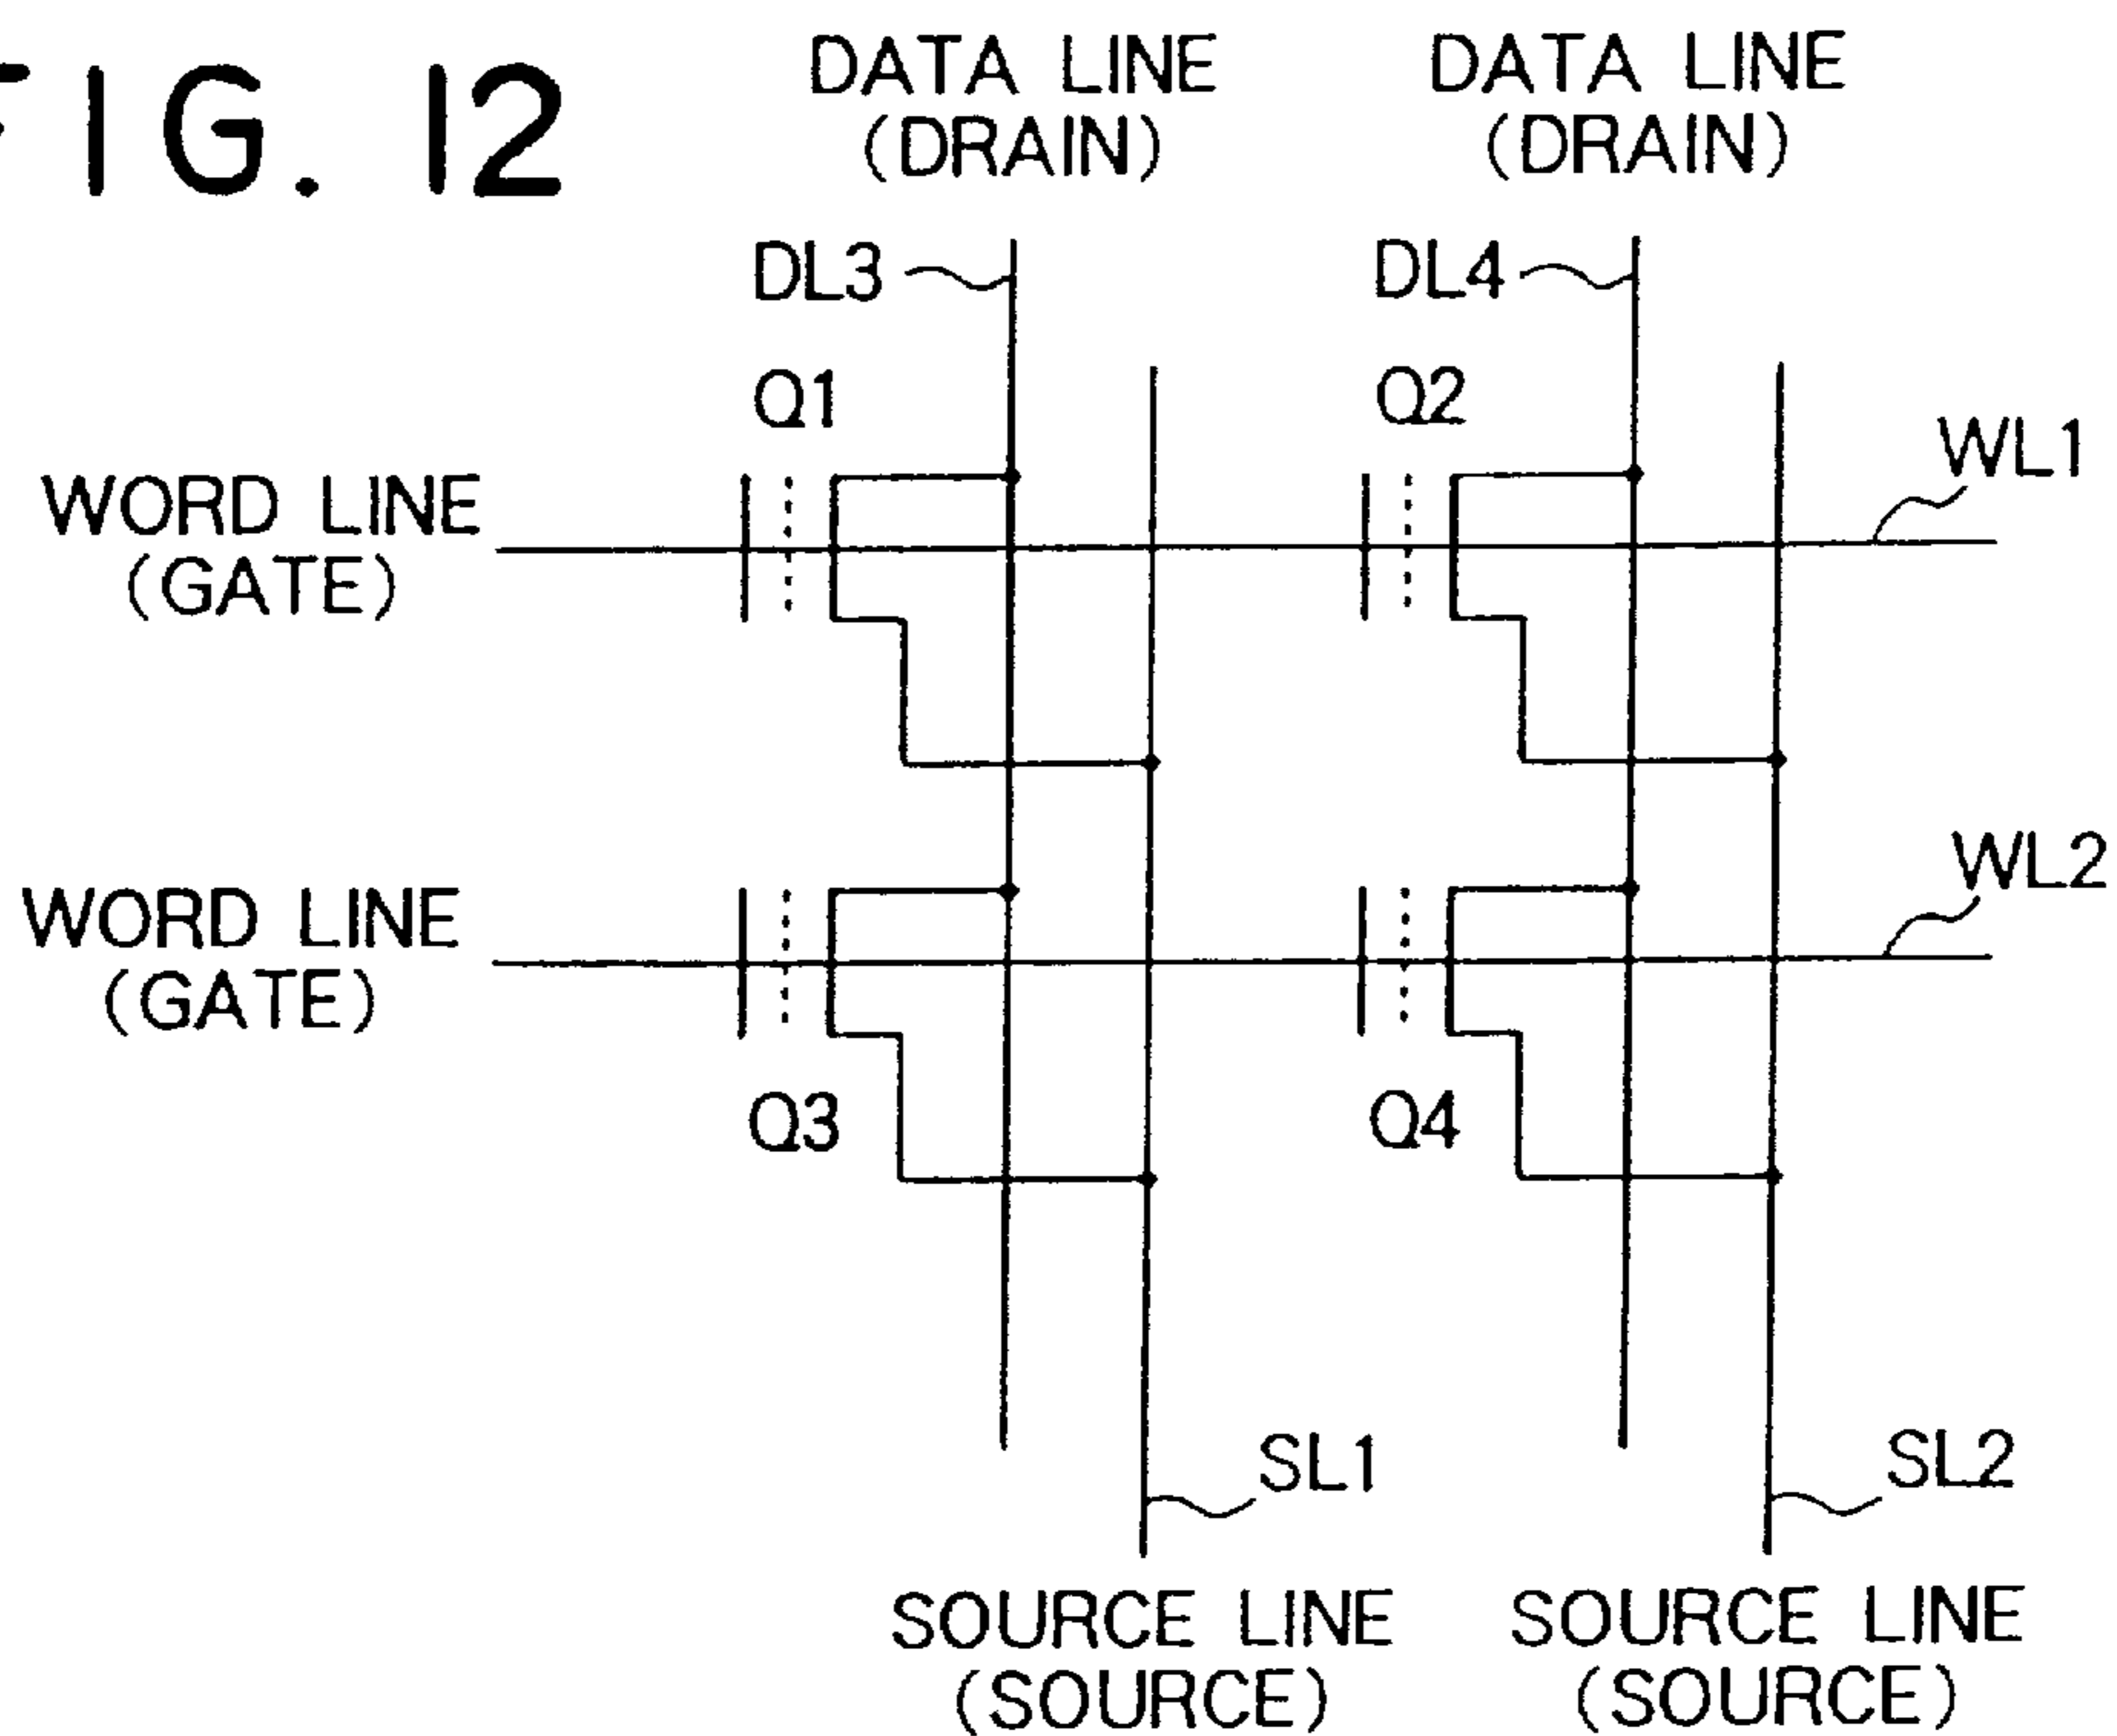 FIG. 12
DATA LINE
(DRAIN)
DATA LINE
(DRAIN)
DL3
DL4
Q1
Q2
WL1
WORD LINE
(GATE)
WL2
WORD LINE
(GATE)
Q3
Q4
SL1
SL2
SOURCE LINE
(SOURCE)
SOURCE LINE
(SOURCE)